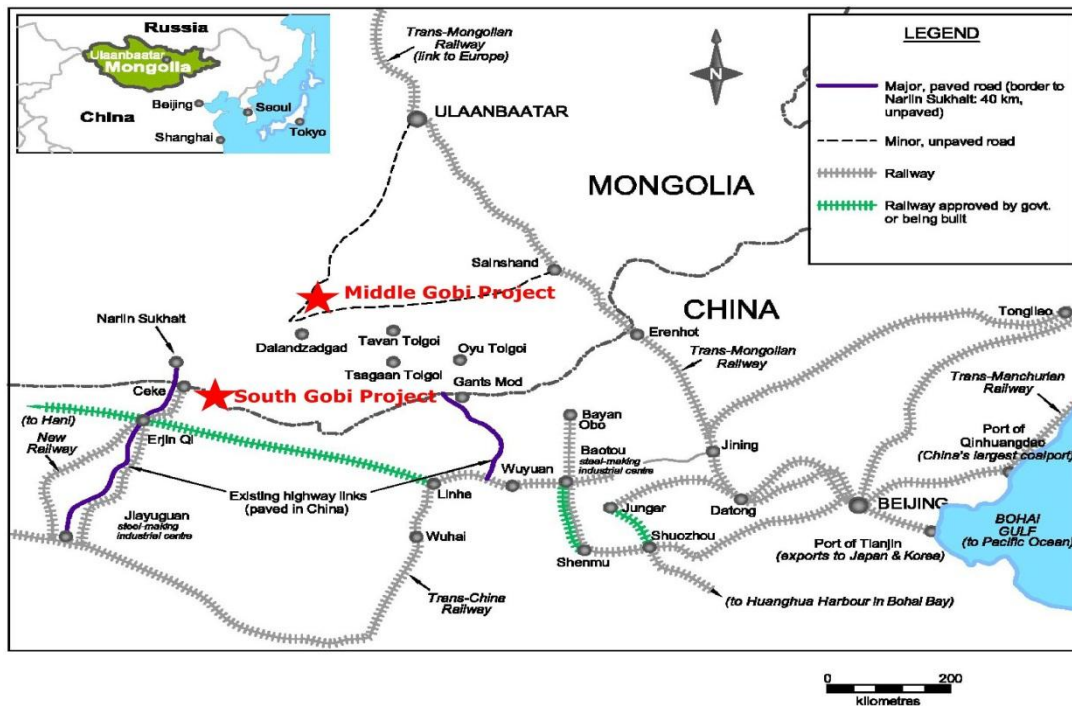 Russia
Ulaanbaatar
Mongolia
Beijing
Seoul
China
Shanghai
Tokyo
Trans-Mongolian
Railway
(link to Europe)
ULAANBAATAR
N
LEGEND
Major, paved road (border to
Nariin Sukhait: 40 km,
unpaved)
Minor, unpaved road
Railway
Railway approved by govt.
or being built
MONGOLIA
Sainshand
Middle Gobi Project
CHINA
Nariin Sukhait
Dalandzadgad
Tavan Tolgoi
Oyu Tolgoi
Tsagaan Tolgoi
Gants Mod
Erenhot
Tongliao
Trans-Mongolian
Railway
Trans-Manchurian
Railway
Ceke
South Gobi Project
(to Hani)
New
Railway
Erjin Qi
Bayan
Obo
Baotou
steel-making
industrial centre
Jining
Port of
Qinhuangdao
(China's largest coalport)
Existing highway links
(paved in China)
Linhe
Wuyuan
Jiayuguan
steel-making
industrial centre
Wuhai
Jungar
Datong
BEIJING
BOHAI
GULF
(to Pacific Ocean)
Shuozhou
Port of Tianjin
(exports to Japan & Korea)
Shenmu
Trans-China
Railway
(to Huanghua Harbour in Bohai Bay)
0 200
kilometres